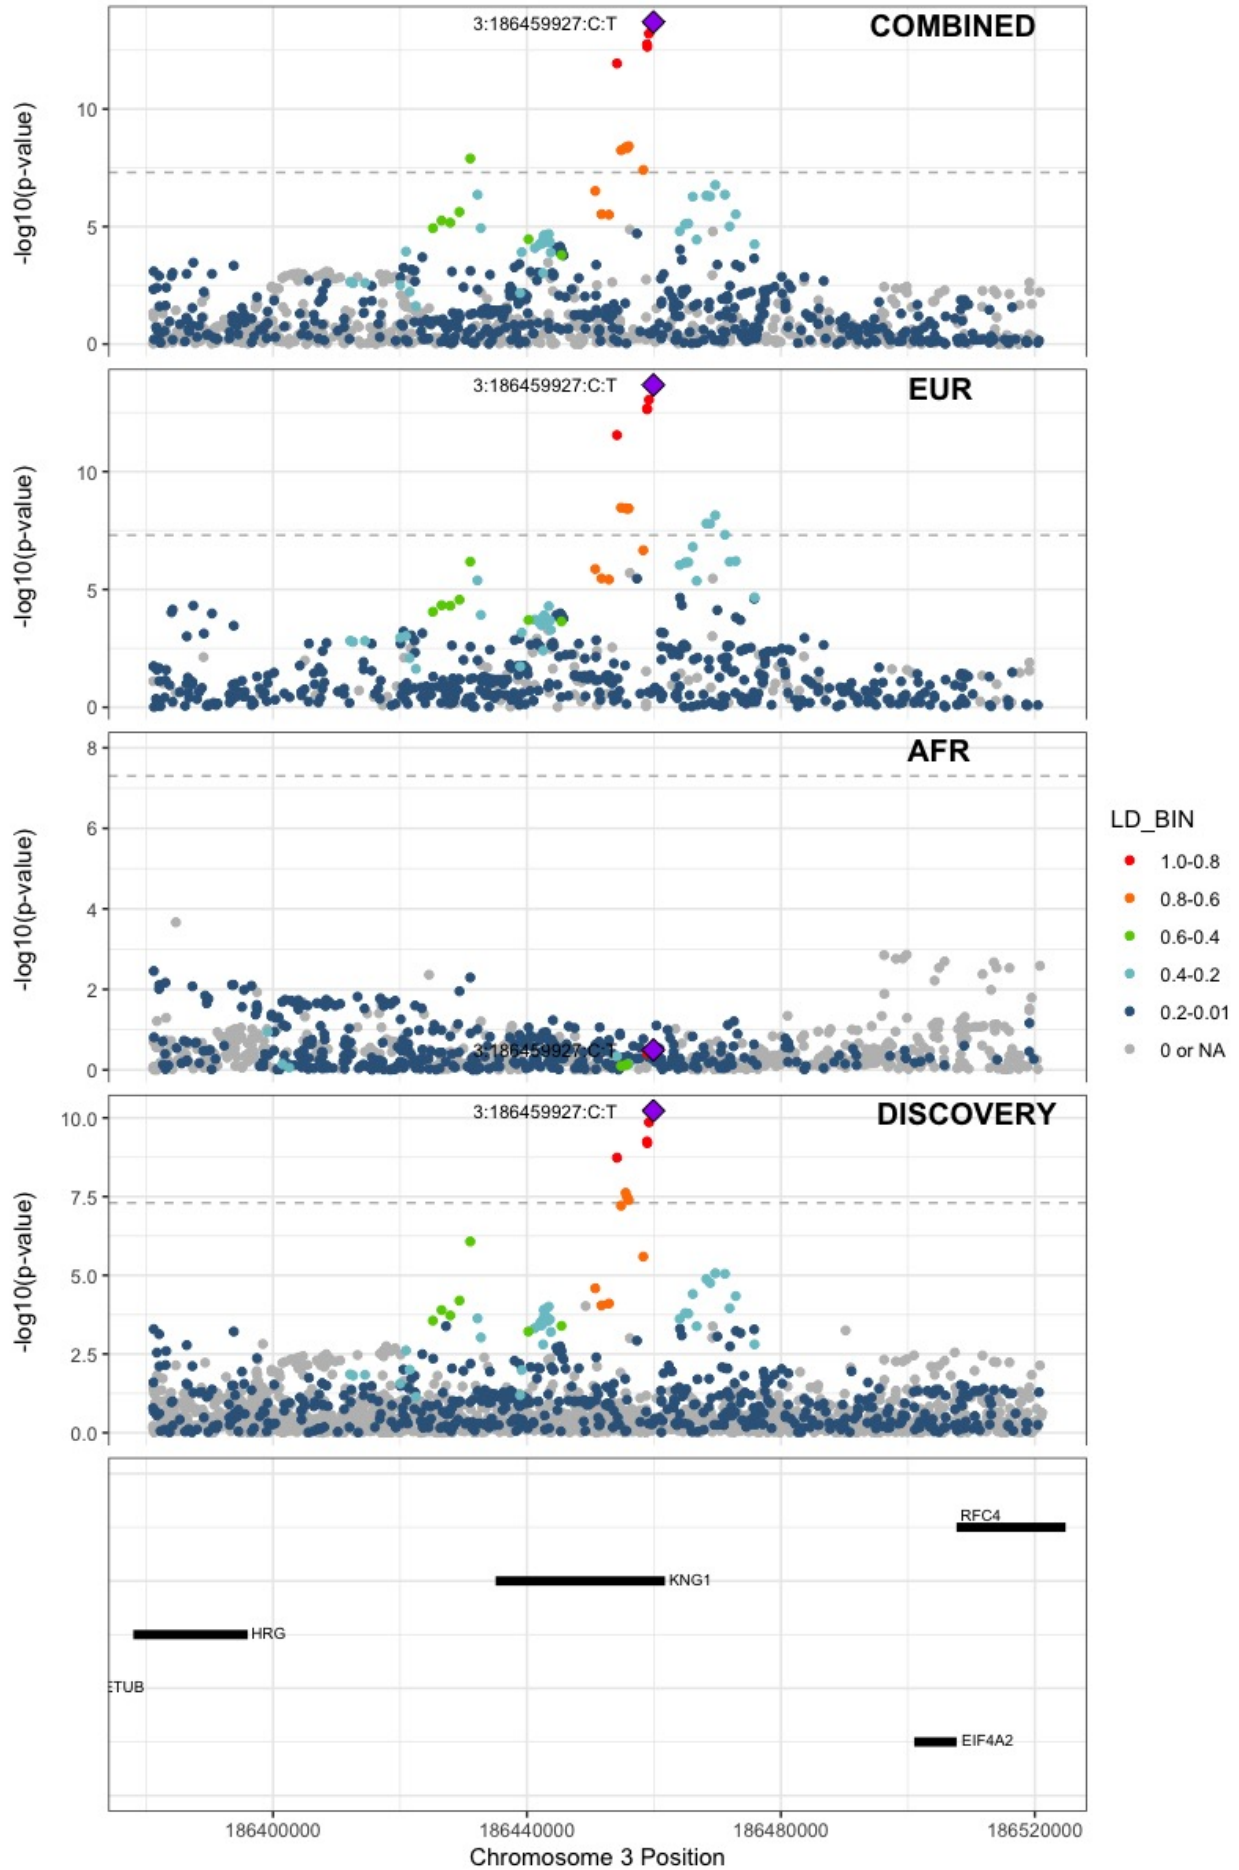 3:186459927:C:T
COMBINED
-log10(p-value)
10
5
0
3:186459927:C:T
EUR
-log10(p-value)
10
5
0
AFR
-log10(p-value)
8
6
4
2
0
3:186459927:C:T
LD_BIN
1.0-0.8
0.8-0.6
0.6-0.4
0.4-0.2
0.2-0.01
0 or NA
3:186459927:C:T
DISCOVERY
-log10(p-value)
10.0
7.5
5.0
2.5
0.0
RFC4
KNG1
HRG
ETUB
EIF4A2
186400000
186440000
186480000
186520000
Chromosome 3 Position